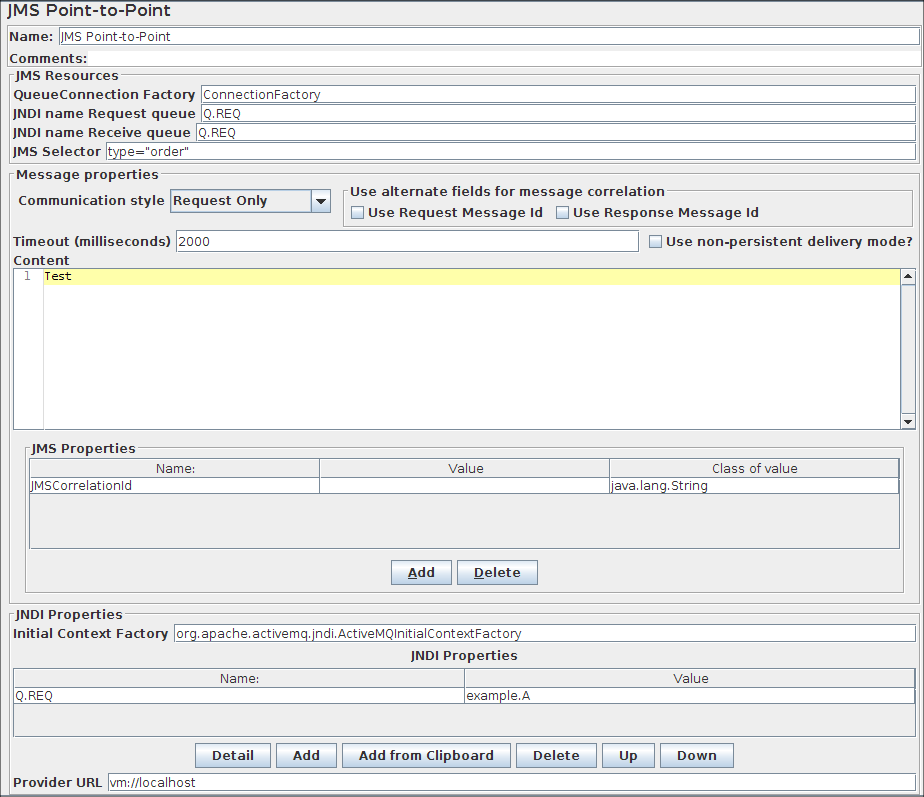 JMS Point-to-Point
Name: JMS Point-to-Point
Comments:
JMS Resources
QueueConnection Factory ConnectionFactory
JNDI name Request queue Q.REQ
JNDI name Receive queue Q.REQ
JMS Selector type="order"
Message properties
Communication style Request Only
Use alternate fields for message correlation
Use Request Message Id Use Response Message Id
Timeout (milliseconds) 2000 Use non-persistent delivery mode?
Content
1 Test
JMS Properties
Name: Value Class of value
JMSCorrelationId java.lang.String
Add Delete
JNDI Properties
Initial Context Factory org.apache.activemq.jndi.ActiveMQInitialContextFactory
JNDI Properties
Name: Value
Q.REQ example.A
Detail Add Add from Clipboard Delete Up Down
Provider URL vm://localhost